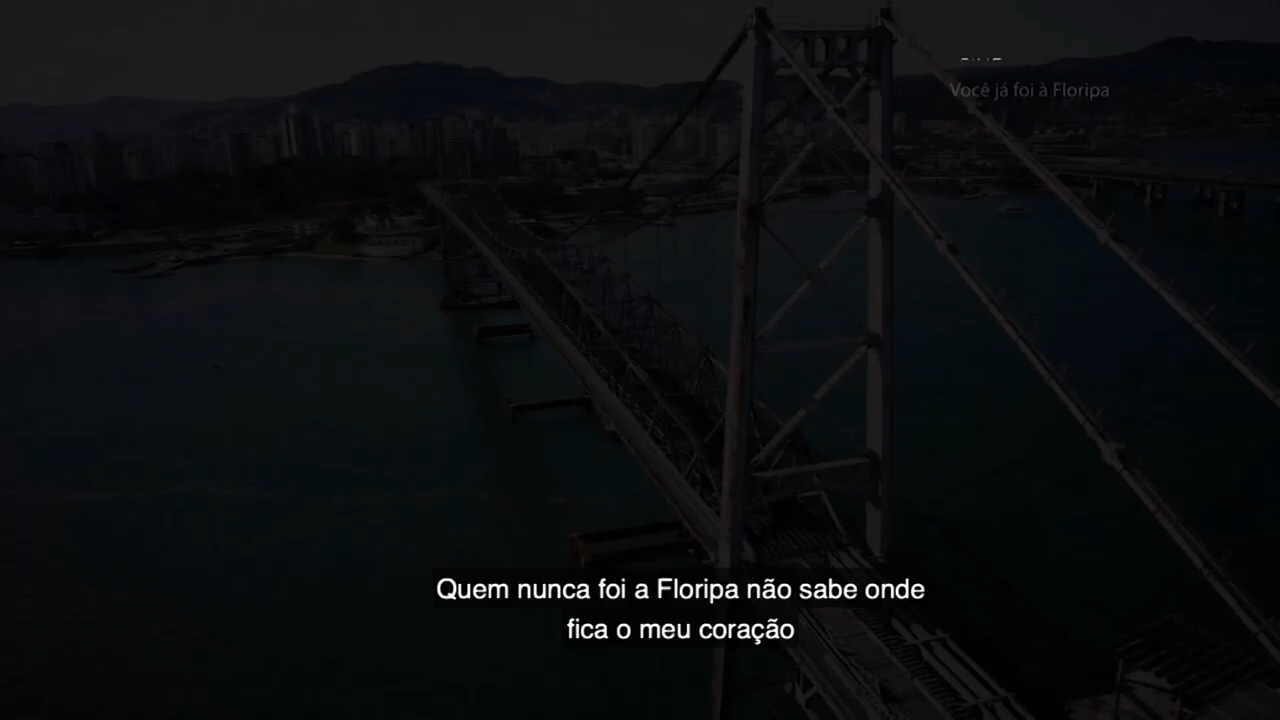 Você já foi à Floripa
Quem nunca foi a Floripa não sabe onde
fica o meu coração